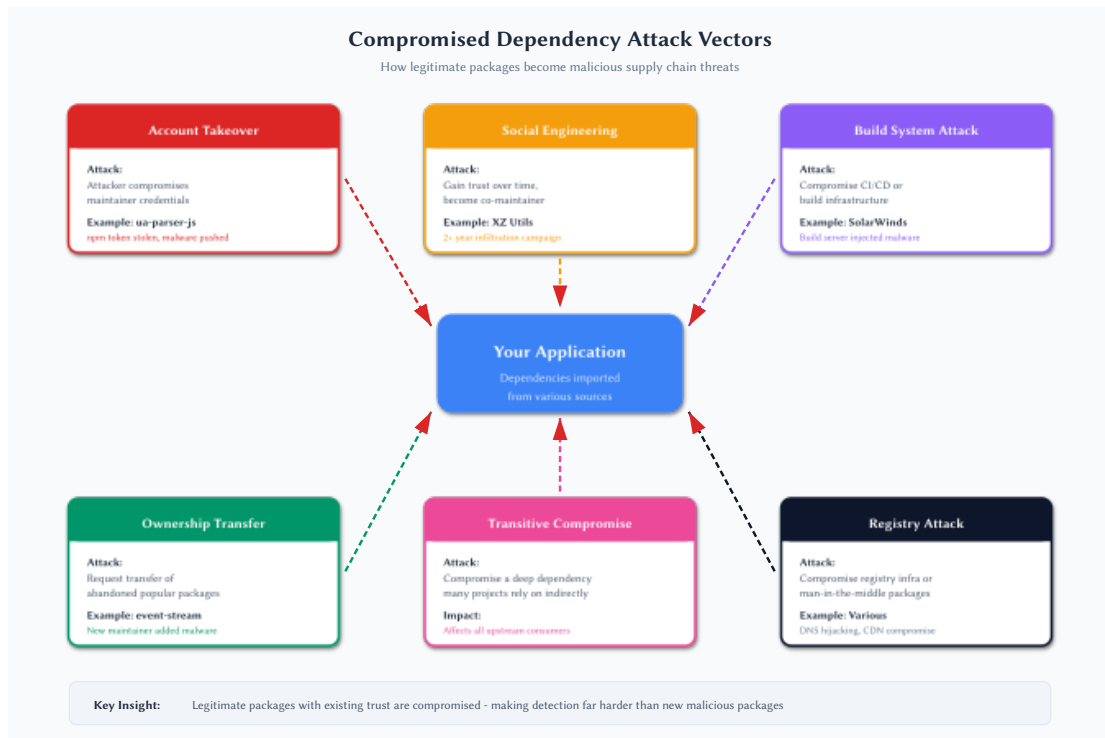 Compromised Dependency Attack Vectors
How legitimate packages become malicious supply chain threats
Account Takeover
Attack:
Attacker compromises
maintainer credentials
Example: ua-parser-js
npm token stolen, malware pushed
Social Engineering
Attack:
Gain trust over time,
become co-maintainer
Example: XZ Utils
2+ year infiltration campaign
Build System Attack
Attack:
Compromise CI/CD or
build infrastructure
Example: SolarWinds
Build server injected malware
Your Application
Dependencies imported
from various sources
Ownership Transfer
Attack:
Request transfer of
abandoned popular packages
Example: event-stream
New maintainer added malware
Transitive Compromise
Attack:
Compromise a deep dependency
many projects rely on indirectly
Impact:
Affects all upstream consumers
Registry Attack
Attack:
Compromise registry infra or
man-in-the-middle packages
Example: Various
DNS hijacking, CDN compromise
Key Insight: Legitimate packages with existing trust are compromised - making detection far harder than new malicious packages